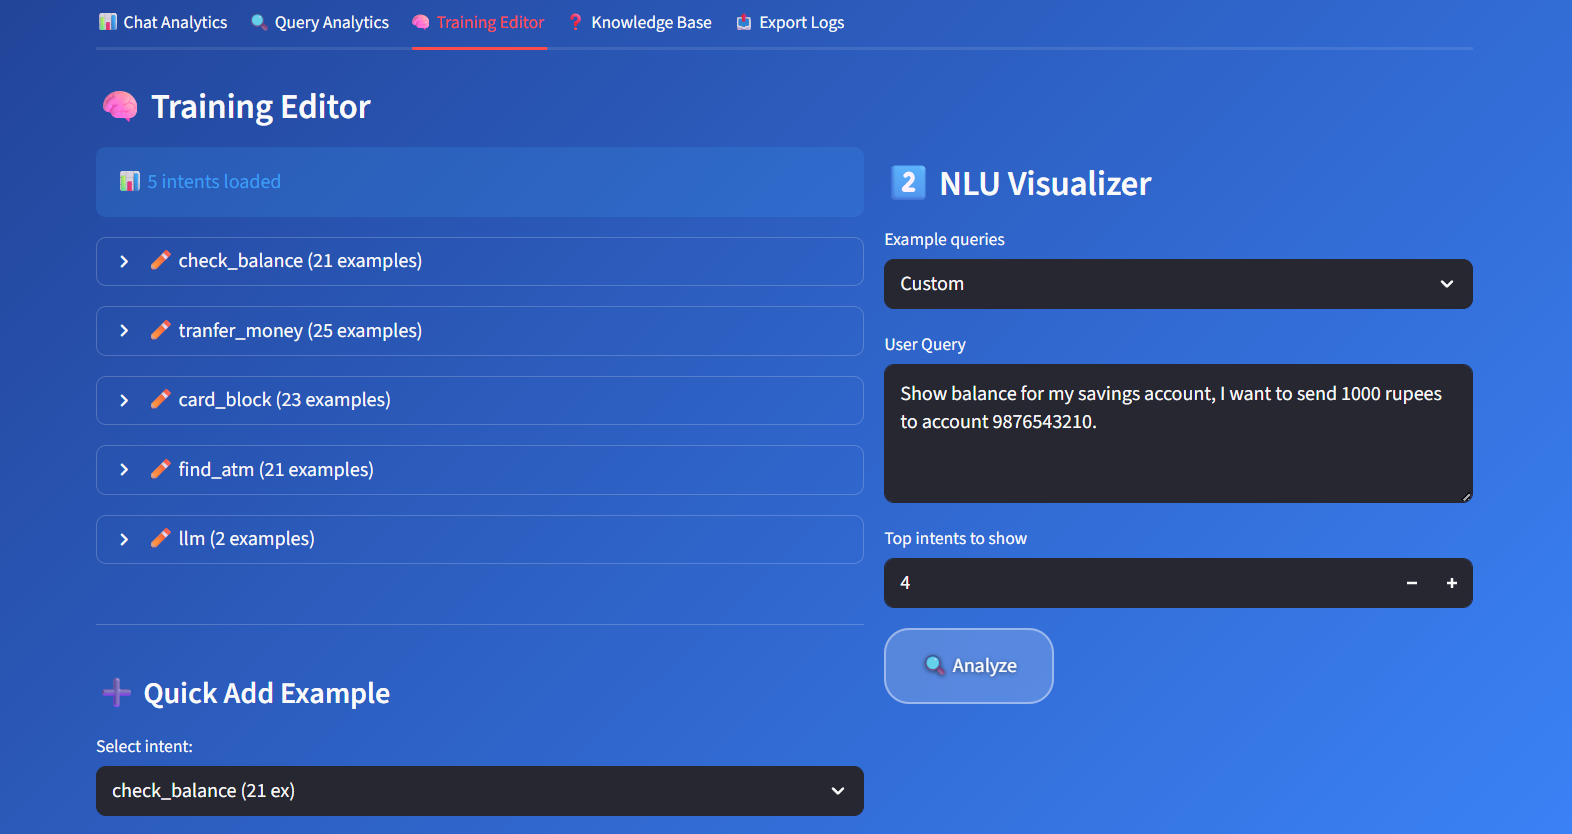 📊 Chat Analytics 🔍 Query Analytics 🧠 Training Editor ❓ Knowledge Base 📤 Export Logs
🧠 Training Editor
📊 5 intents loaded
check_balance (21 examples)
tranfer_money (25 examples)
card_block (23 examples)
find_atm (21 examples)
llm (2 examples)
➕ Quick Add Example
Select intent:
check_balance (21 ex)
2️⃣ NLU Visualizer
Example queries
Custom
User Query
Show balance for my savings account, I want to send 1000 rupees
to account 9876543210.
Top intents to show
4
🔍 Analyze